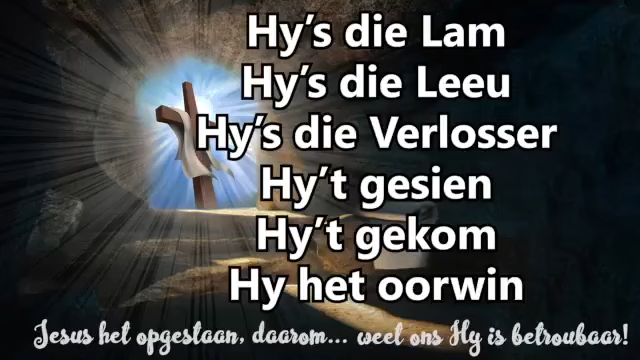 Hy’s die Lam
Hy’s die Leeu
Hy’s die Verlosser
Hy’t gesien
Hy’t gekom
Hy het oorwin
Jesus het opgestaan, daarom... weet ons Hy is betroubaar!